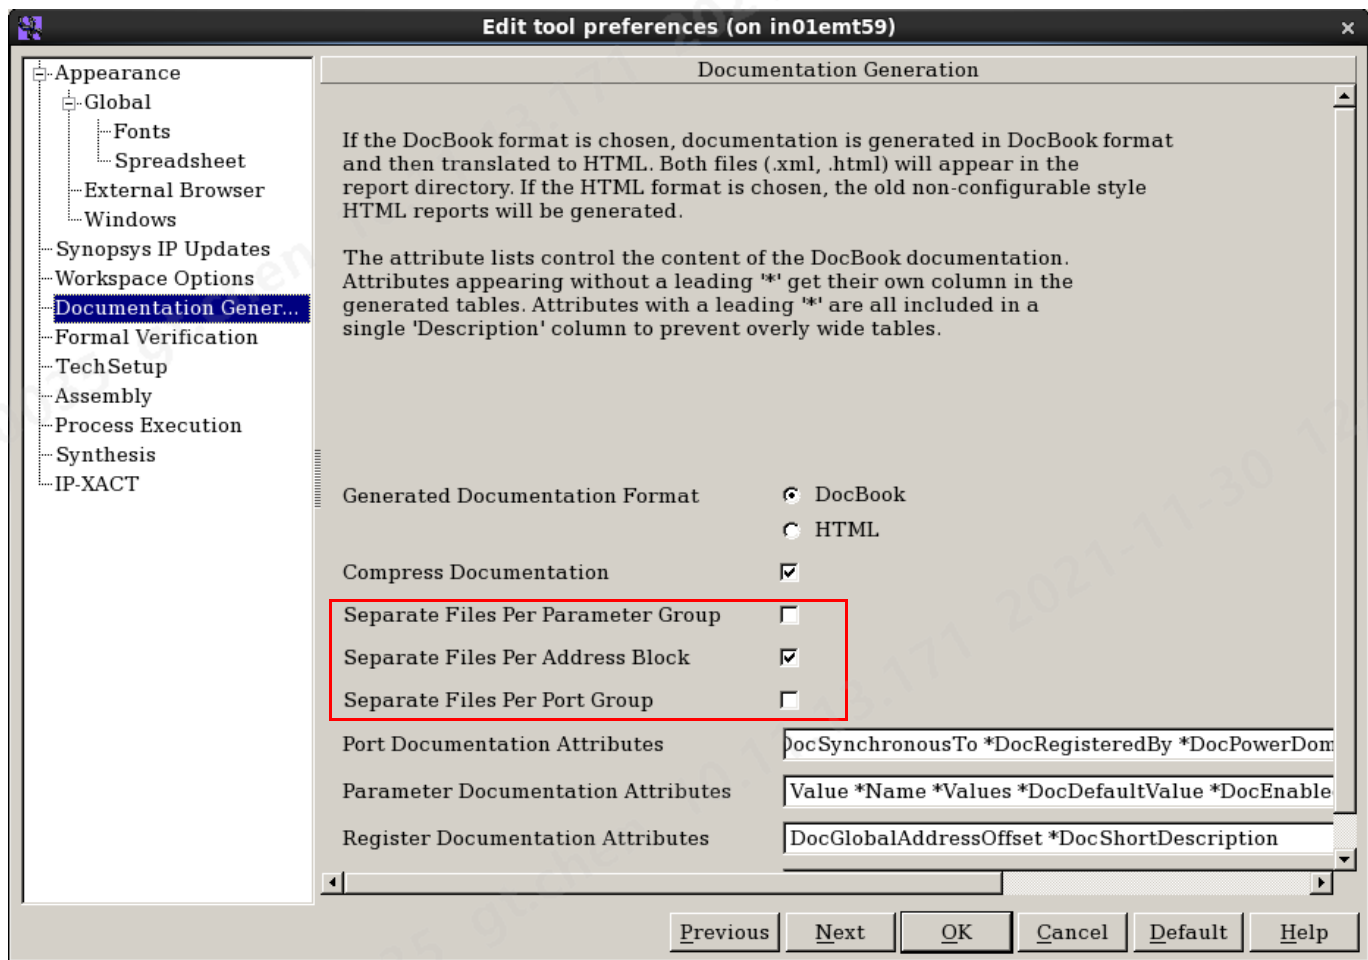 Edit tool preferences (on in01emt59)
Appearance
Global
Fonts
Spreadsheet
External Browser
Windows
Synopsys IP Updates
Workspace Options
Documentation Gener...
Formal Verification
TechSetup
Assembly
Process Execution
Synthesis
IP-XACT
Documentation Generation
If the DocBook format is chosen, documentation is generated in DocBook format
and then translated to HTML. Both files (.xml, .html) will appear in the
report directory. If the HTML format is chosen, the old non-configurable style
HTML reports will be generated.
The attribute lists control the content of the DocBook documentation.
Attributes appearing without a leading '*' get their own column in the
generated tables. Attributes with a leading '*' are all included in a
single 'Description' column to prevent overly wide tables.
Generated Documentation Format
DocBook
HTML
Compress Documentation
Separate Files Per Parameter Group
Separate Files Per Address Block
Separate Files Per Port Group
Port Documentation Attributes DocSynchronousTo *DocRegisteredBy *DocPowerDom
Parameter Documentation Attributes Value *Name *Values *DocDefaultValue *DocEnable
Register Documentation Attributes DocGlobalAddressOffset *DocShortDescription
Previous Next OK Cancel Default Help